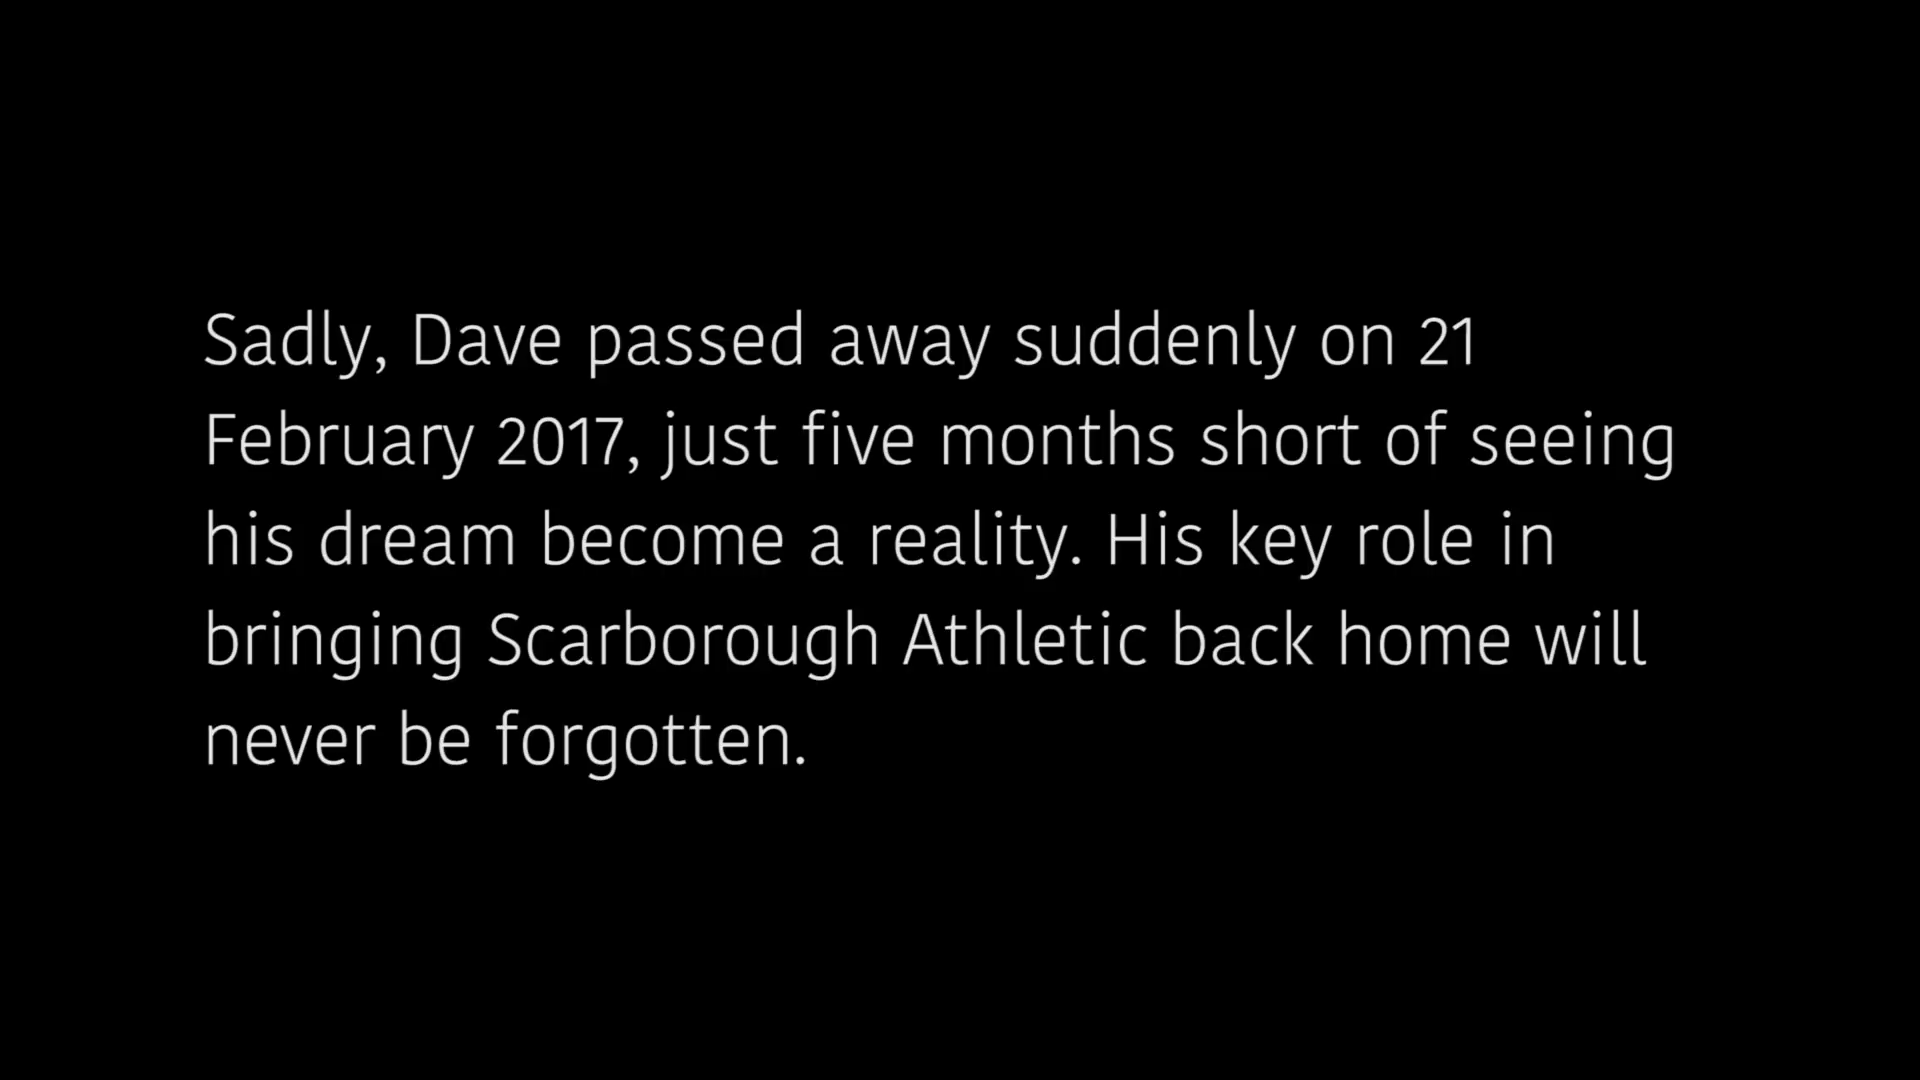 Sadly, Dave passed away suddenly on 21
February 2017, just five months short of seeing
his dream become a reality. His key role in
bringing Scarborough Athletic back home will
never be forgotten.